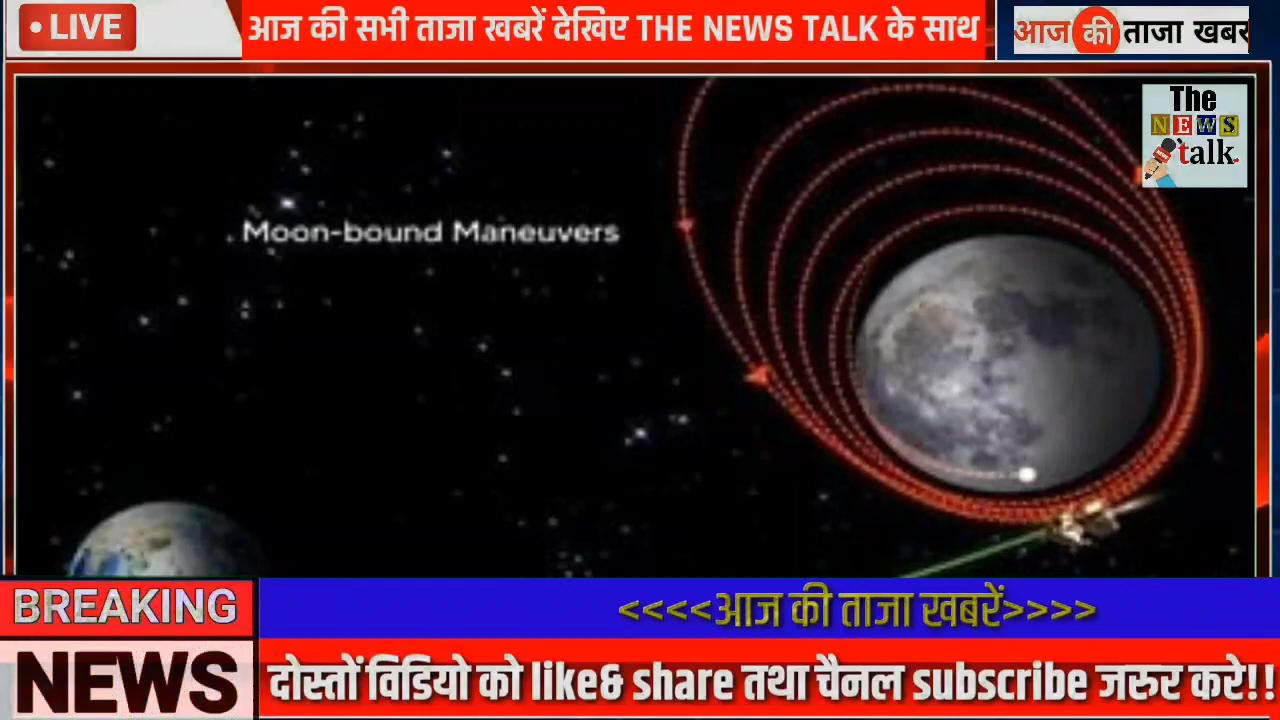 • LIVE
आज की सभी ताजा खबरें देखिए THE NEWS TALK के साथ
आज की ताजा खबर
The
NEWS
talk.
Moon-bound Maneuvers
BREAKING
NEWS
<<<<आज की ताजा खबरें>>>>
दोस्तों विडियो को like& share तथा चैनल subscribe जरुर करे!!